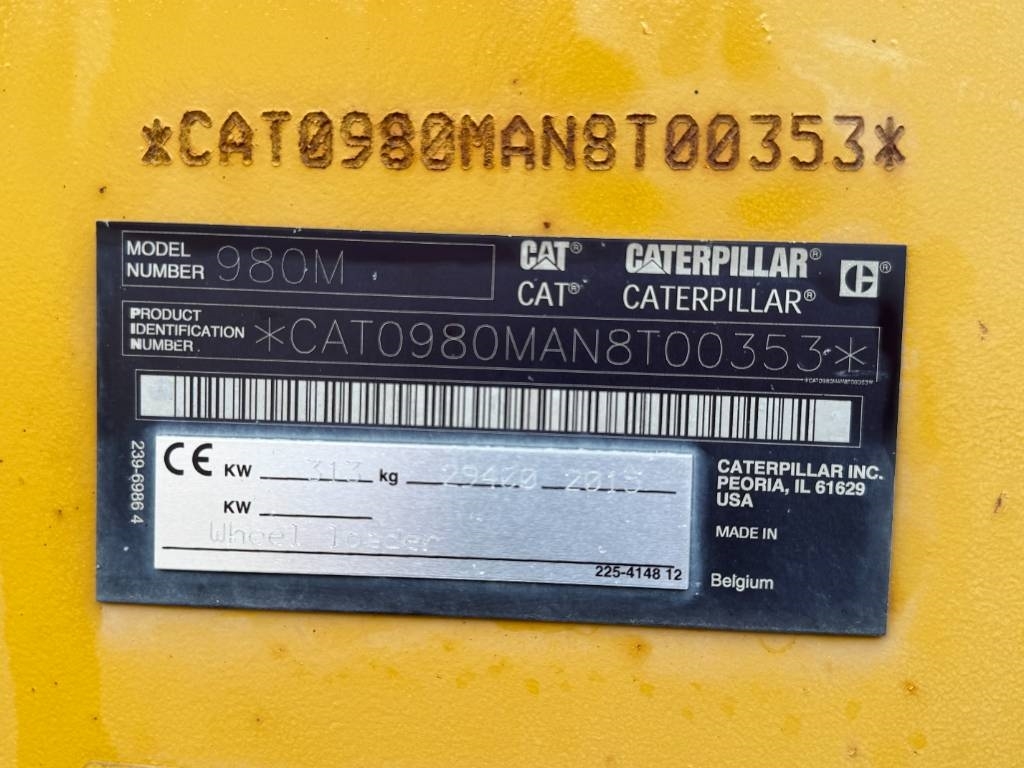 *CAT0980MAN8T00353*
MODEL NUMBER 980M
CAT® CATERPILLAR® C®
CAT® CATERPILLAR®
PRODUCT IDENTIFICATION NUMBER *CAT0980MAN8T00353*
*CAT0980MAN8T00353*
239-6986 4
CE KW 313 kg 29400 2015
KW
Wheel loader
225-4148 12
CATERPILLAR INC.
PEORIA, IL 61629
USA
MADE IN
Belgium